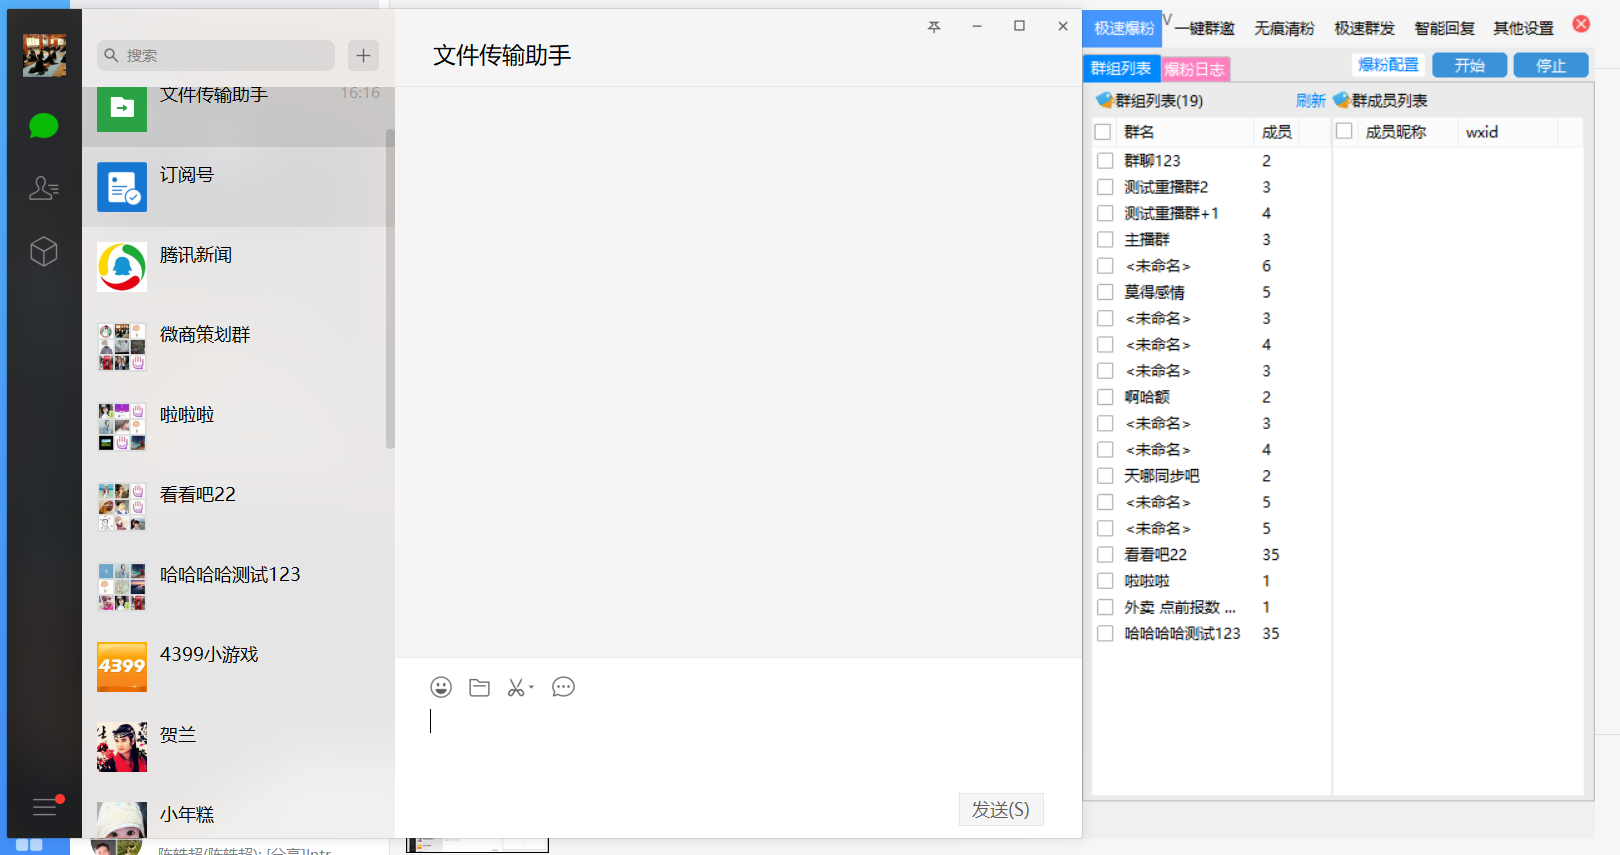 搜索
文件传输助手
16:16
订阅号
腾讯新闻
微商策划群
啦啦啦
看看吧22
哈哈哈哈测试123
4399
4399小游戏
贺兰
小年糕
文件传输助手
发送(S)
极速爆粉
V
一键群邀
无痕清粉
极速群发
智能回复
其他设置
群组列表
爆粉日志
爆粉配置
开始
停止
群组列表(19)
刷新
群成员列表
群名 成员
成员昵称 wxid
群聊123 2
测试重播群2 3
测试重播群+1 4
主播群 3
<未命名> 6
莫得感情 5
<未命名> 3
<未命名> 4
<未命名> 3
啊哈额 2
<未命名> 3
<未命名> 4
天哪同步吧 2
<未命名> 5
<未命名> 5
看看吧22 35
啦啦啦 1
外卖 点前报数 ... 1
哈哈哈哈测试123 35